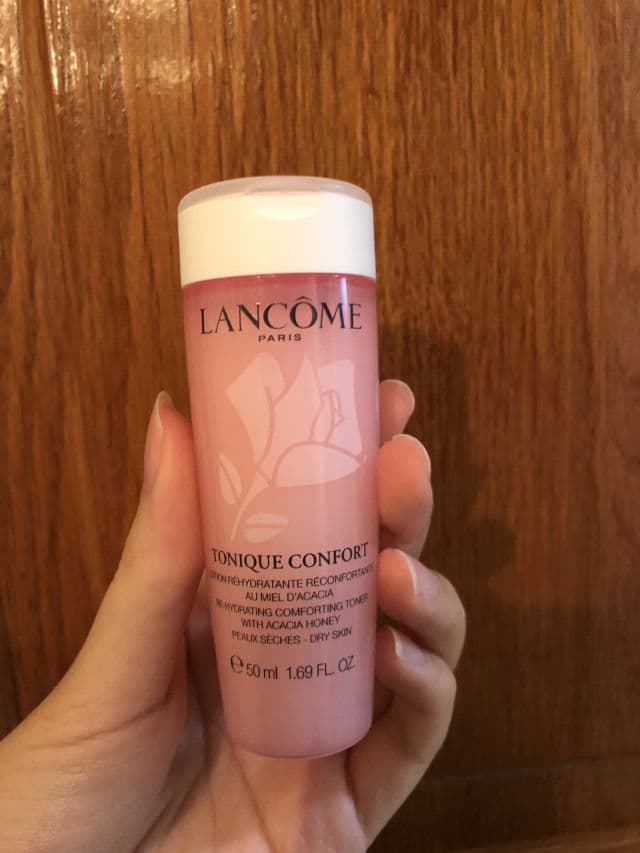 LANCÔME
PARIS
TONIQUE CONFORT
LOTION RÉHYDRATANTE RÉCONFORTANTE
AU MIEL D'ACACIA
RE-HYDRATING COMFORTING TONER
WITH ACACIA HONEY
PEAUX SÈCHES - DRY SKIN
℮ 50 ml 1.69 FL. OZ.